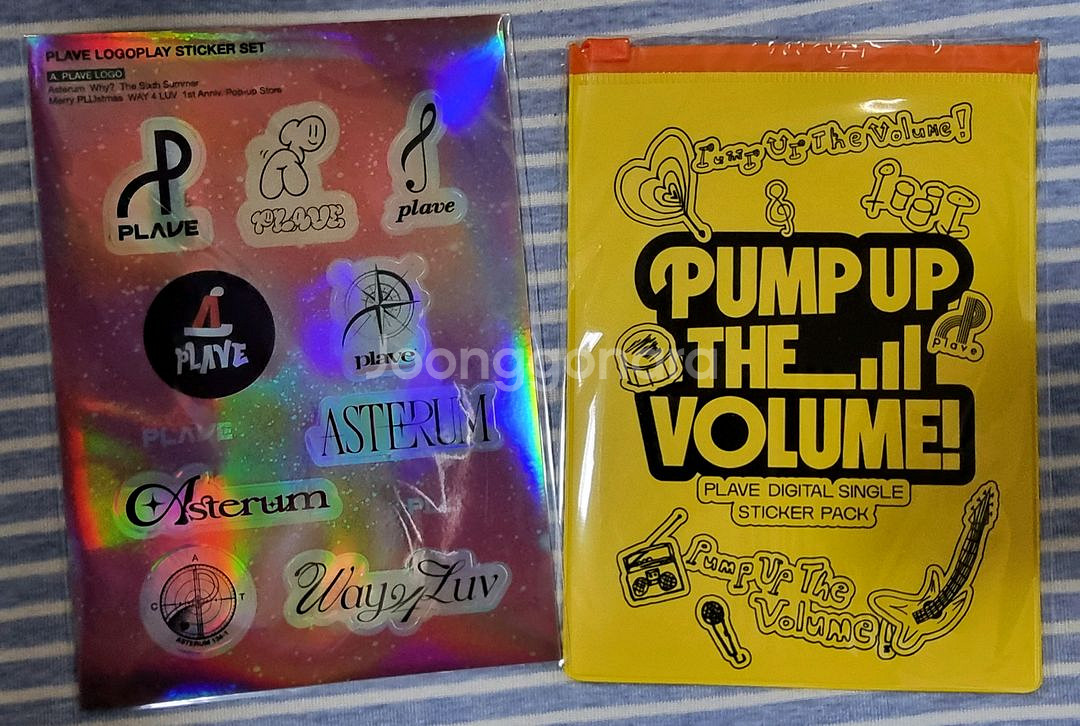 PLAVE LOGOPLAY STICKER SET
A. PLAVE LOGO
Asterum Why? The Sixth Summer
Merry PLLIstmas WAY 4 LUV 1st Anniv. Pop-up Store
PLAVE
PLAVE
plave
PLAVE
plave
PLAVE
ASTERUM
Asterum
PL
A
C
T
ASTERUM 134-1
Way 4 Luv
Pump Up The Volume!
PUMP UP
THE
VOLUME!
Plave
PLAVE DIGITAL SINGLE
STICKER PACK
Pump Up The
Volume!!
Joonggonara